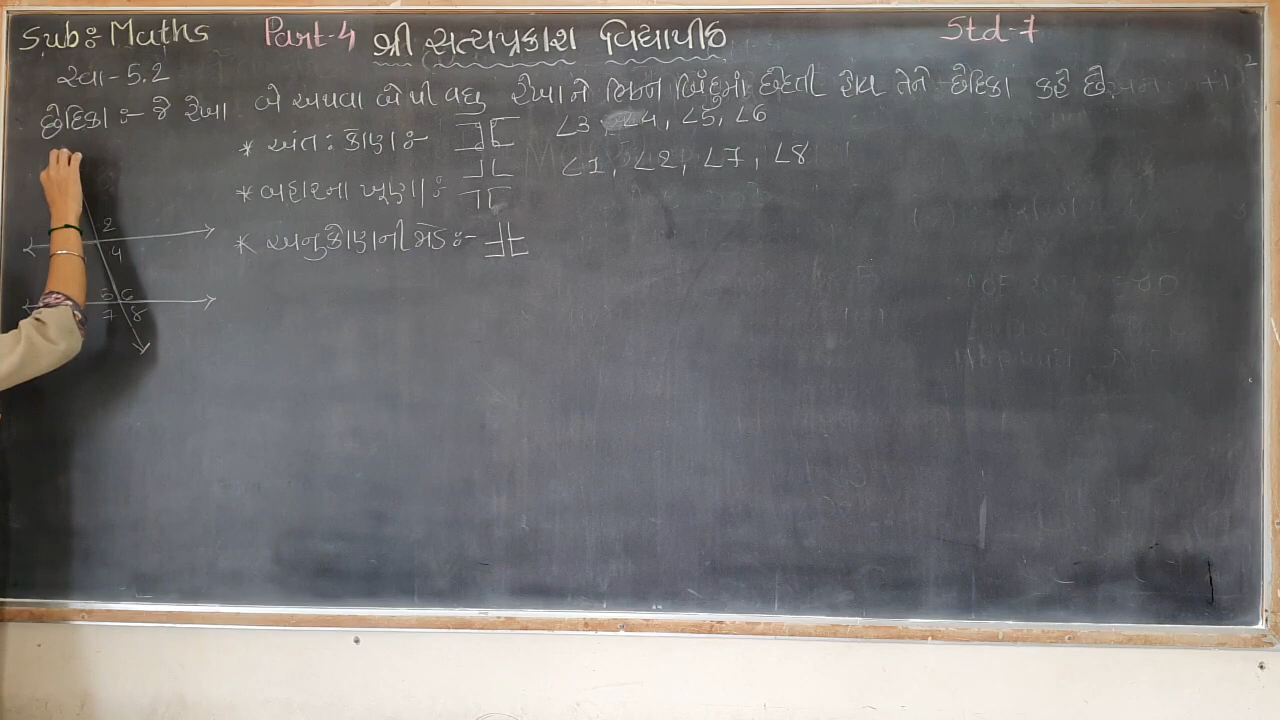 Sub: Maths Part-4 શ્રી સત્યપ્રકાશ વિદ્યાપીઠ Std-7
સ્વા-5.2
છેદિકા :- જે રેખા બે અથવા બેથી વધુ રેખાને ભિન્ન બિંદુમાં છેદતી હોય તેને છેદિકા કહે છે.
* અંત: કોણ :- ∠3, ∠4, ∠5, ∠6
∠1, ∠2, ∠7, ∠8
* બહારના ખૂણા :-
* અનુકોણની જોડ :-
2
4
5 6
7 8